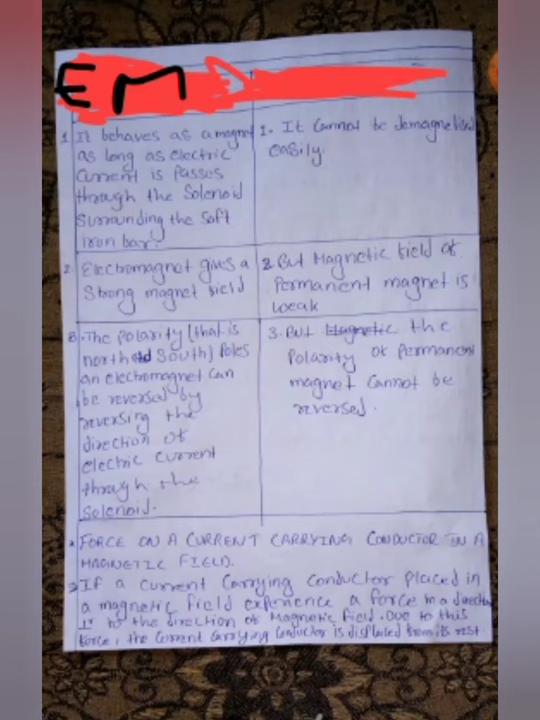 EM
1 It behaves as a magnet
as long as electric
Current is Passes
through the Solenoid
Surrounding the Soft
iron bar.
1. It Cannot be demagnetised
easily.
2. Electromagnet gives a
Strong magnet field
2. But Magnetic field of
Permanent magnet is
weak
3. The polarity (that is
north South) Poles
an electromagnet can
be reversed by
reversing the
direction of
electric current
through the
Solenoid.
3. But the
Polarity of Permanent
magnet Cannot be
reversed.
FORCE ON A CURRENT CARRYING CONDUCTOR IN A
MAGNETIC FIELD.
If a Current Carrying conductor placed in
a magnetic field experience a force in a direction
to the direction of Magnetic field. Due to this
force, the Current Carrying Conductor is displaced from its rest.